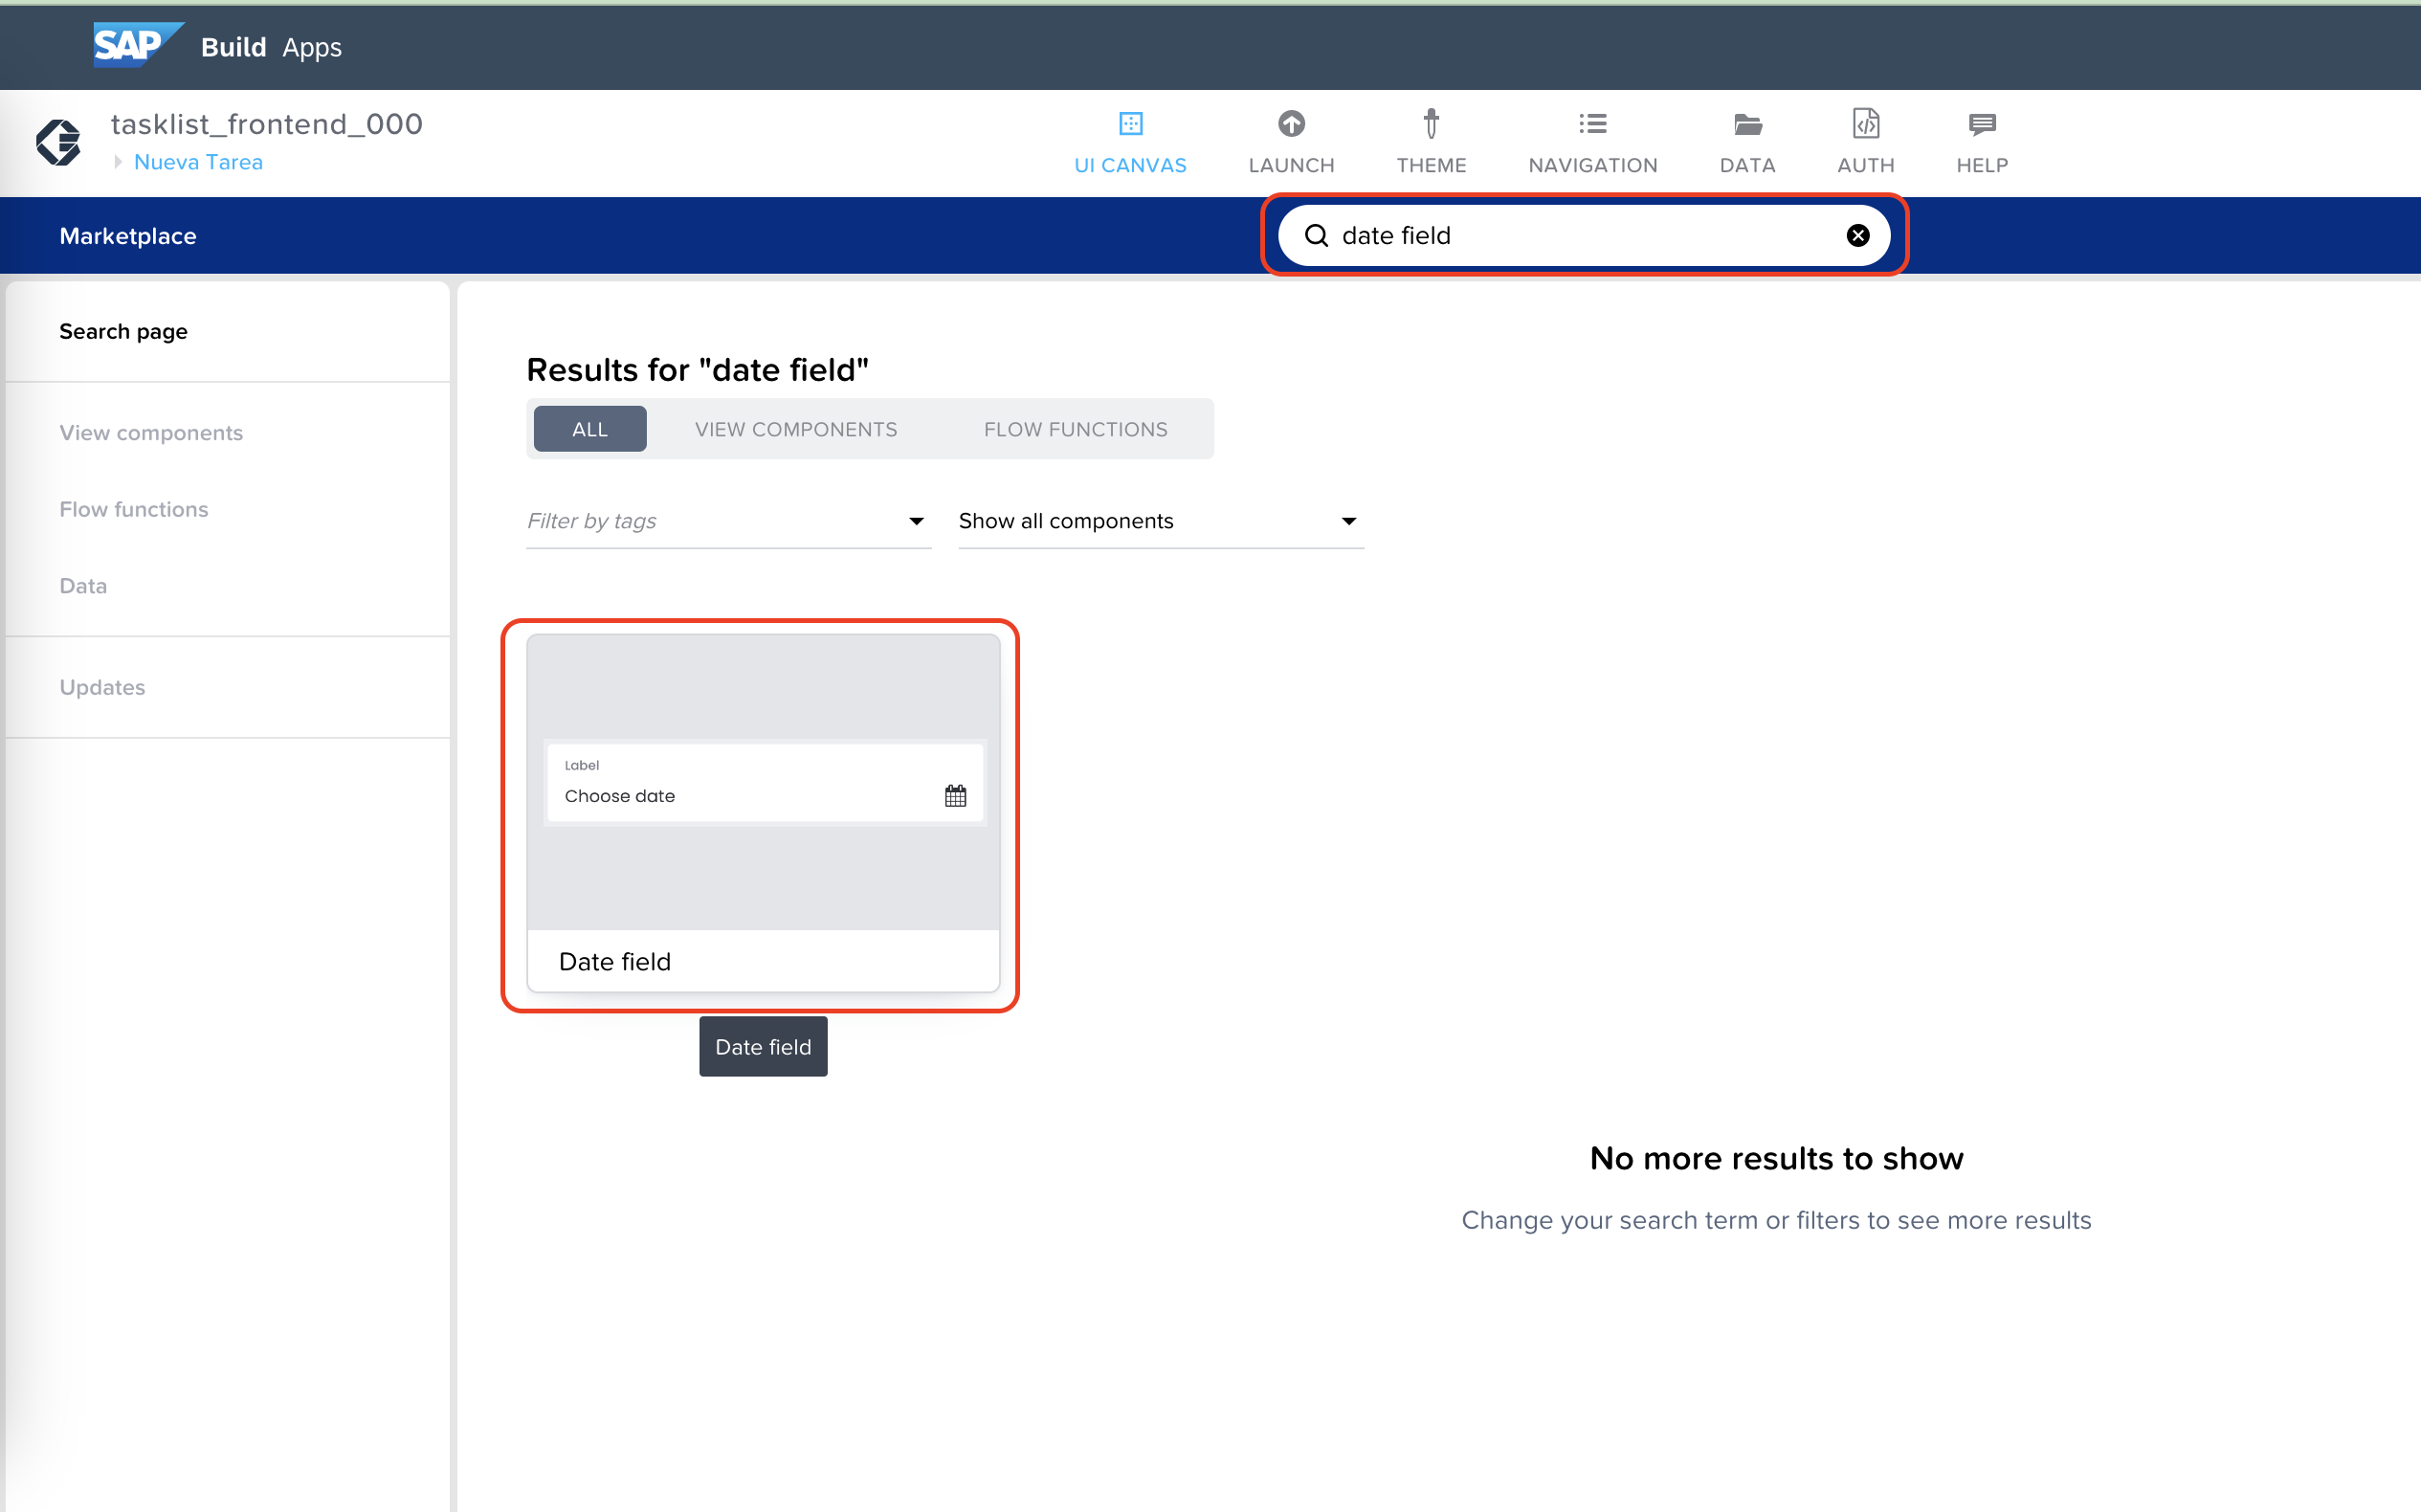 SAP Build Apps
tasklist_frontend_000
Nueva Tarea
UI CANVAS
LAUNCH
THEME
NAVIGATION
DATA
AUTH
HELP
Marketplace
date field
Search page
View components
Flow functions
Data
Updates
Results for "date field"
ALL
VIEW COMPONENTS
FLOW FUNCTIONS
Filter by tags
Show all components
Label
Choose date
Date field
Date field
No more results to show
Change your search term or filters to see more results